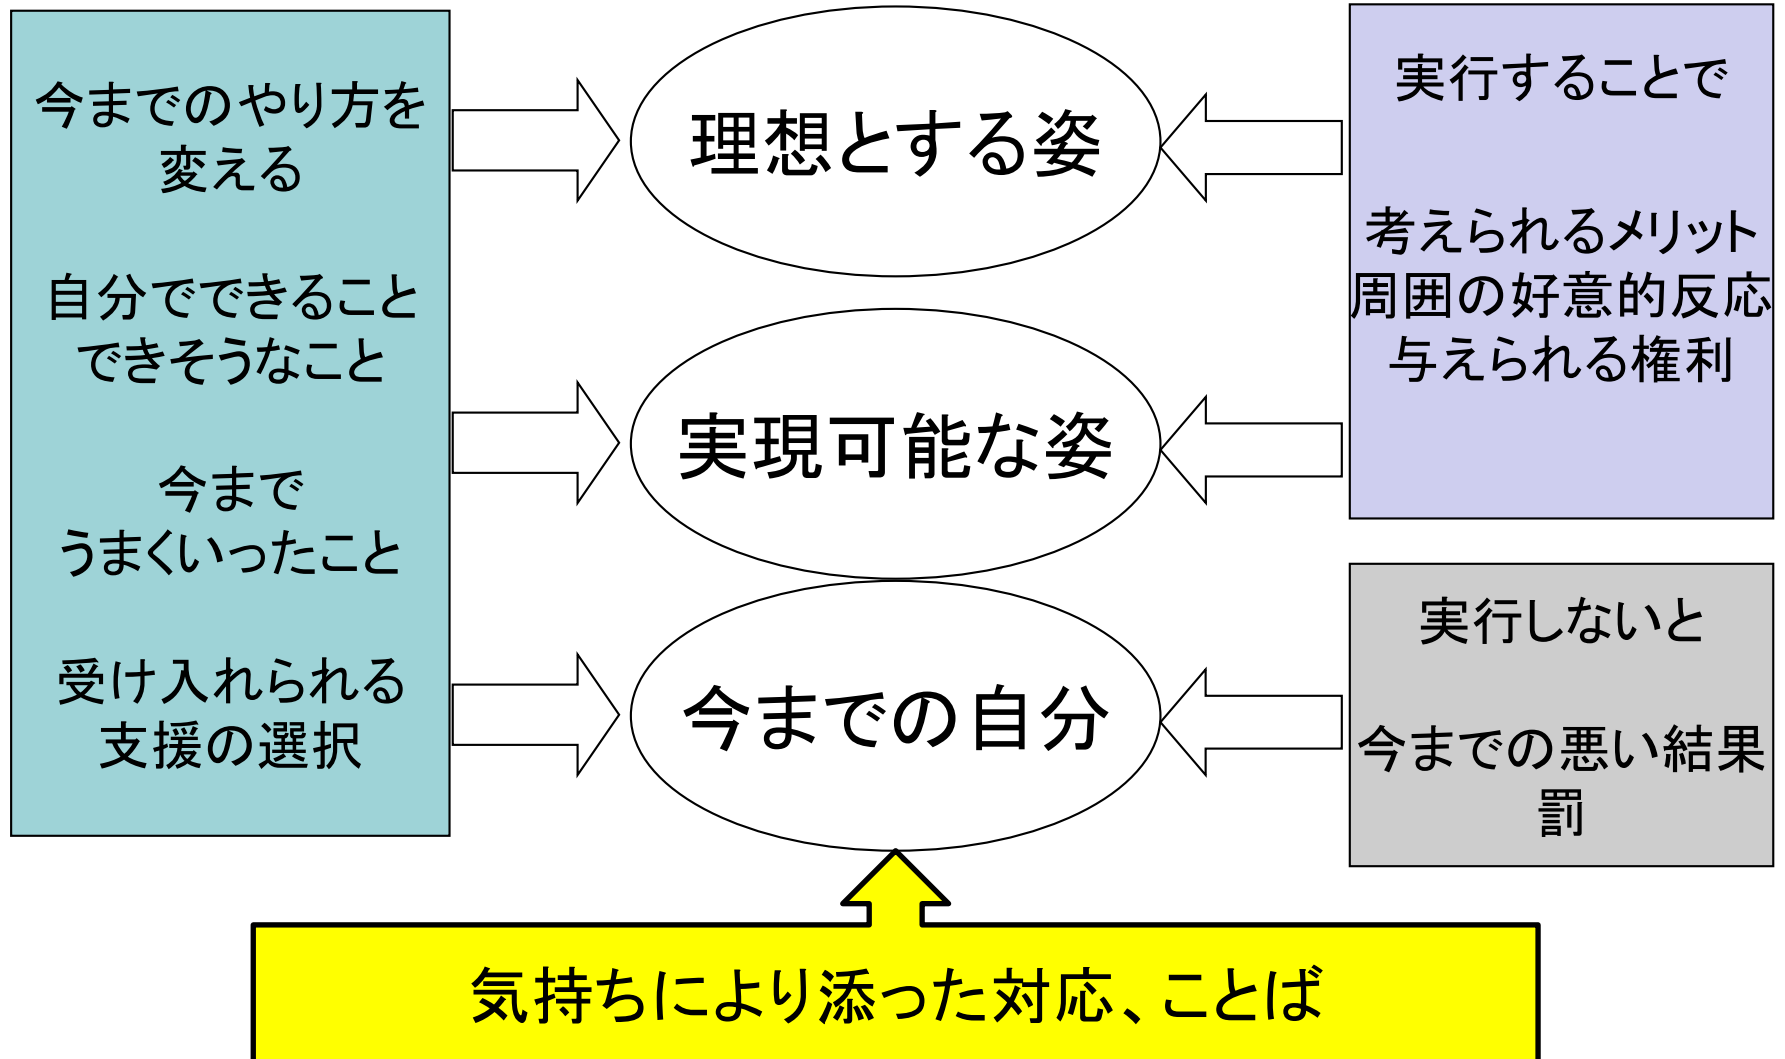 今までのやり方を
変える
自分でできること
できそうなこと
今まで
うまくいったこと
受け入れられる
支援の選択
理想とする姿
実現可能な姿
今までの自分
実行することで
考えられるメリット
周囲の好意的反応
与えられる権利
実行しないと
今までの悪い結果
罰
気持ちにより添った対応、ことば